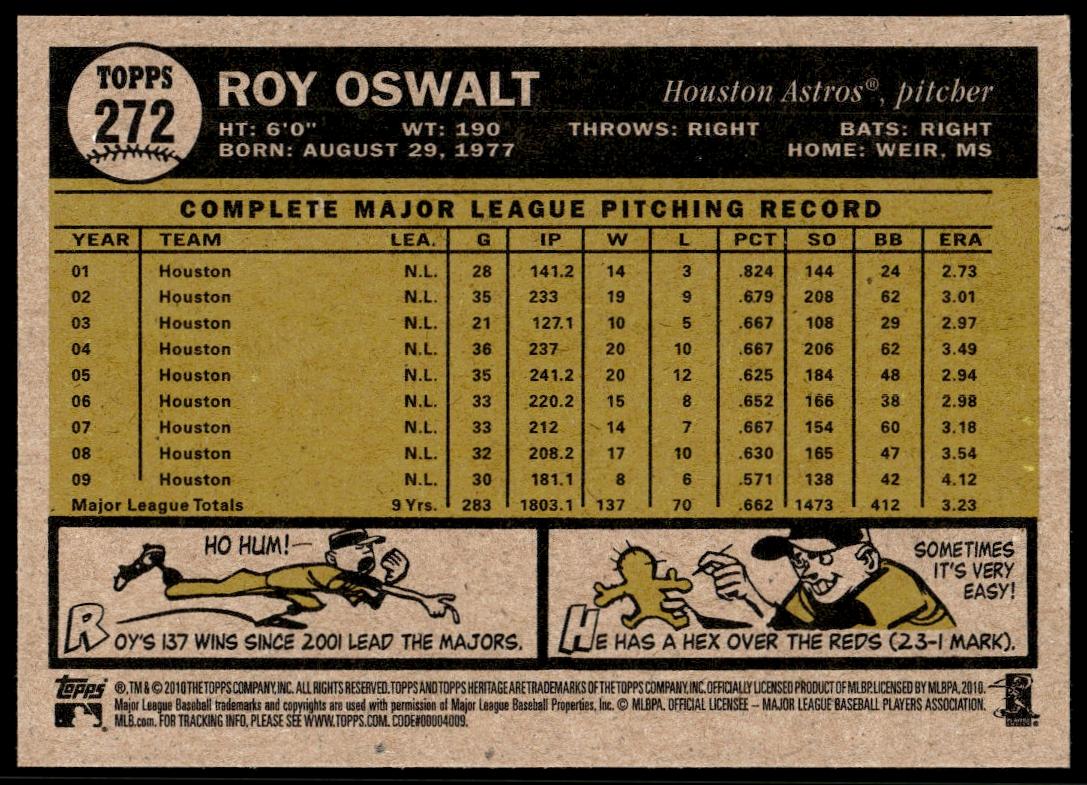 TOPPS
272
ROY OSWALT
Houston Astros®, pitcher
HT: 6'0" WT: 190 THROWS: RIGHT BATS: RIGHT
BORN: AUGUST 29, 1977 HOME: WEIR, MS
COMPLETE MAJOR LEAGUE PITCHING RECORD
YEAR TEAM LEA. G IP W L PCT SO BB ERA
01 Houston N.L. 28 141.2 14 3 .824 144 24 2.73
02 Houston N.L. 35 233 19 9 .679 208 62 3.01
03 Houston N.L. 21 127.1 10 5 .667 108 29 2.97
04 Houston N.L. 36 237 20 10 .667 206 62 3.49
05 Houston N.L. 35 241.2 20 12 .625 184 48 2.94
06 Houston N.L. 33 220.2 15 8 .652 166 38 2.98
07 Houston N.L. 33 212 14 7 .667 154 60 3.18
08 Houston N.L. 32 208.2 17 10 .630 165 47 3.54
09 Houston N.L. 30 181.1 8 6 .571 138 42 4.12
Major League Totals 9 Yrs. 283 1803.1 137 70 .662 1473 412 3.23
HO HUM!
ROY'S 137 WINS SINCE 2001 LEAD THE MAJORS.
SOMETIMES
IT'S VERY
EASY!
HE HAS A HEX OVER THE REDS (23-1 MARK).
Topps ®, TM & © 2010 THE TOPPS COMPANY, INC. ALL RIGHTS RESERVED. TOPPS AND TOPPS HERITAGE ARE TRADEMARKS OF THE TOPPS COMPANY, INC. OFFICIALLY LICENSED PRODUCT OF MLBP. LICENSED BY MLBPA, 2010.
Major League Baseball trademarks and copyrights are used with permission of Major League Baseball Properties, Inc. © MLBPA. OFFICIAL LICENSEE – MAJOR LEAGUE BASEBALL PLAYERS ASSOCIATION.
MLB.com. FOR TRACKING INFO, PLEASE SEE WWW.TOPPS.COM. CODE#00004009.